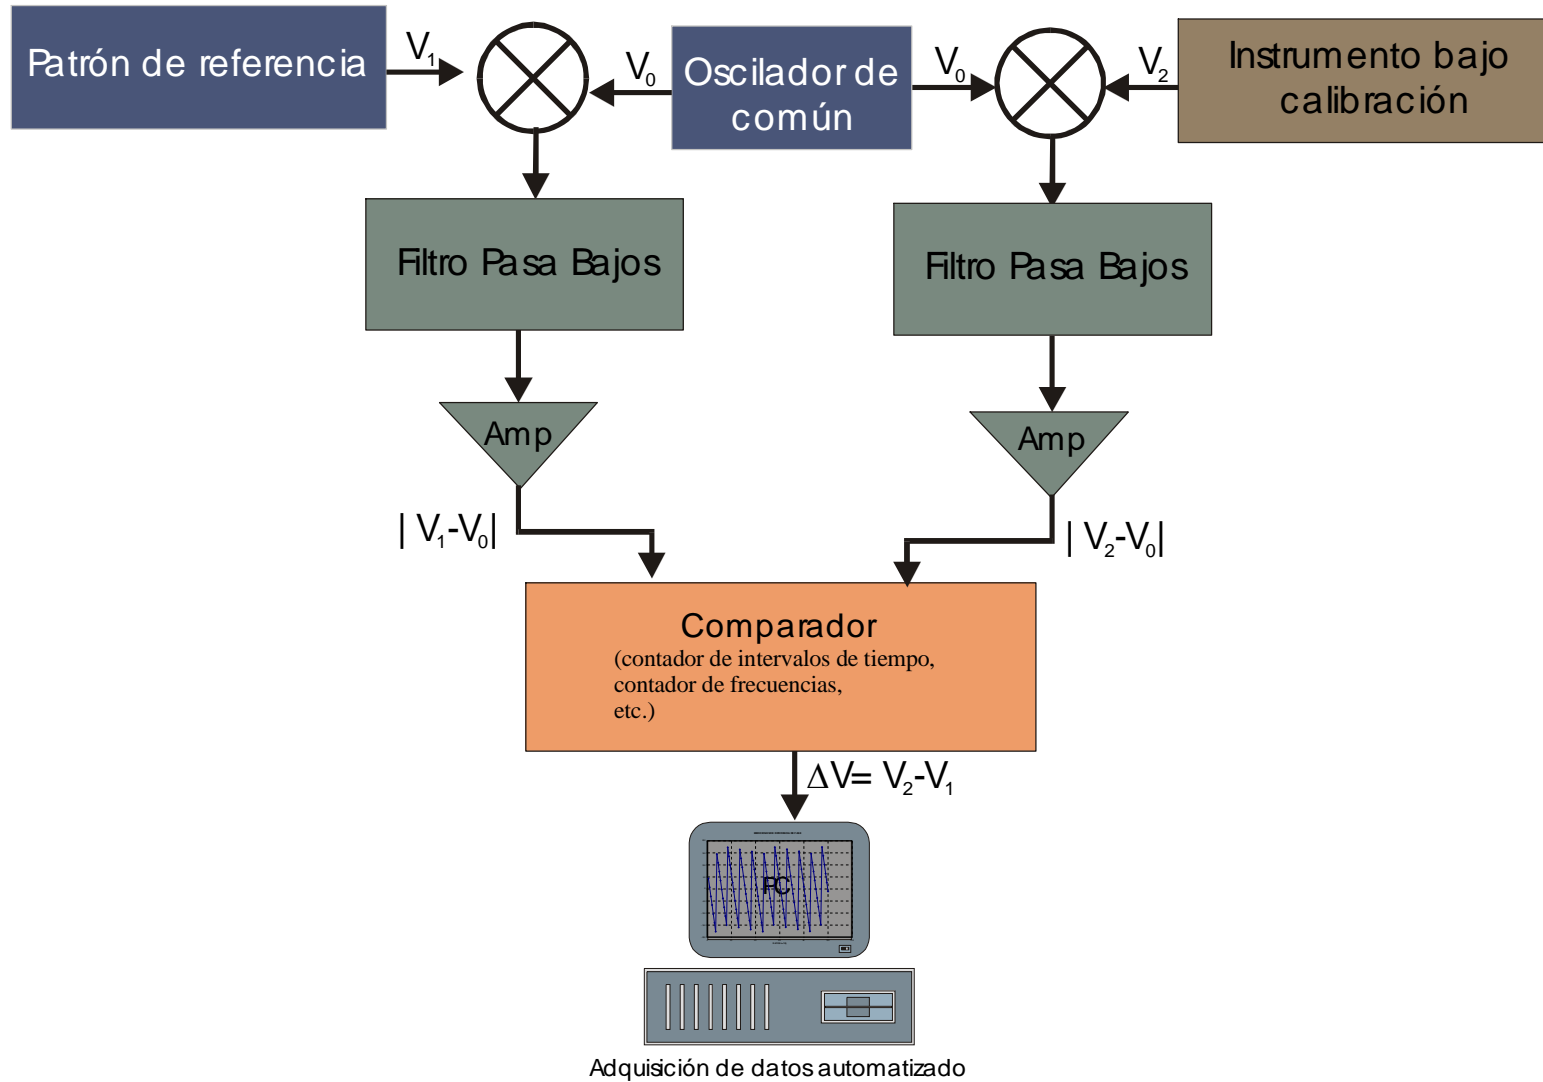 Patrón de referencia
V₁
V₀
Oscilador de
común
V₀
V₂
Instrumento bajo
calibración
Filtro Pasa Bajos
Filtro Pasa Bajos
Amp
Amp
| V₁-V₀|
| V₂-V₀|
Comparador
(contador de intervalos de tiempo,
contador de frecuencias,
etc.)
ΔV= V₂-V₁
PC
Adquisición de datos automatizado